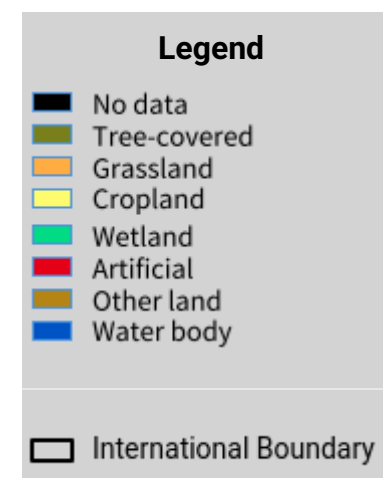 Legend
No data
Tree-covered
Grassland
Cropland
Wetland
Artificial
Other land
Water body
International Boundary